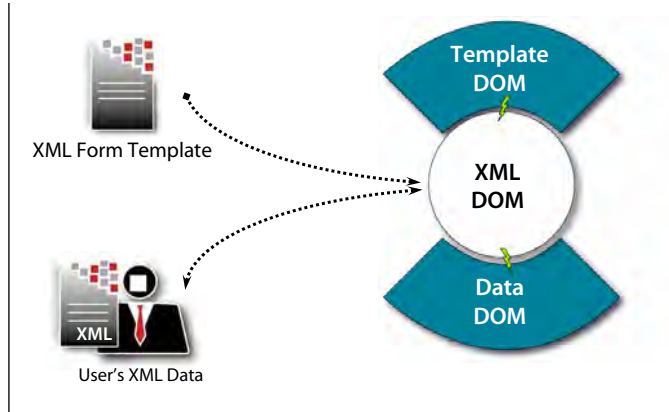 Template
DOM
XML Form Template
XML
DOM
Data
DOM
XML
User's XML Data